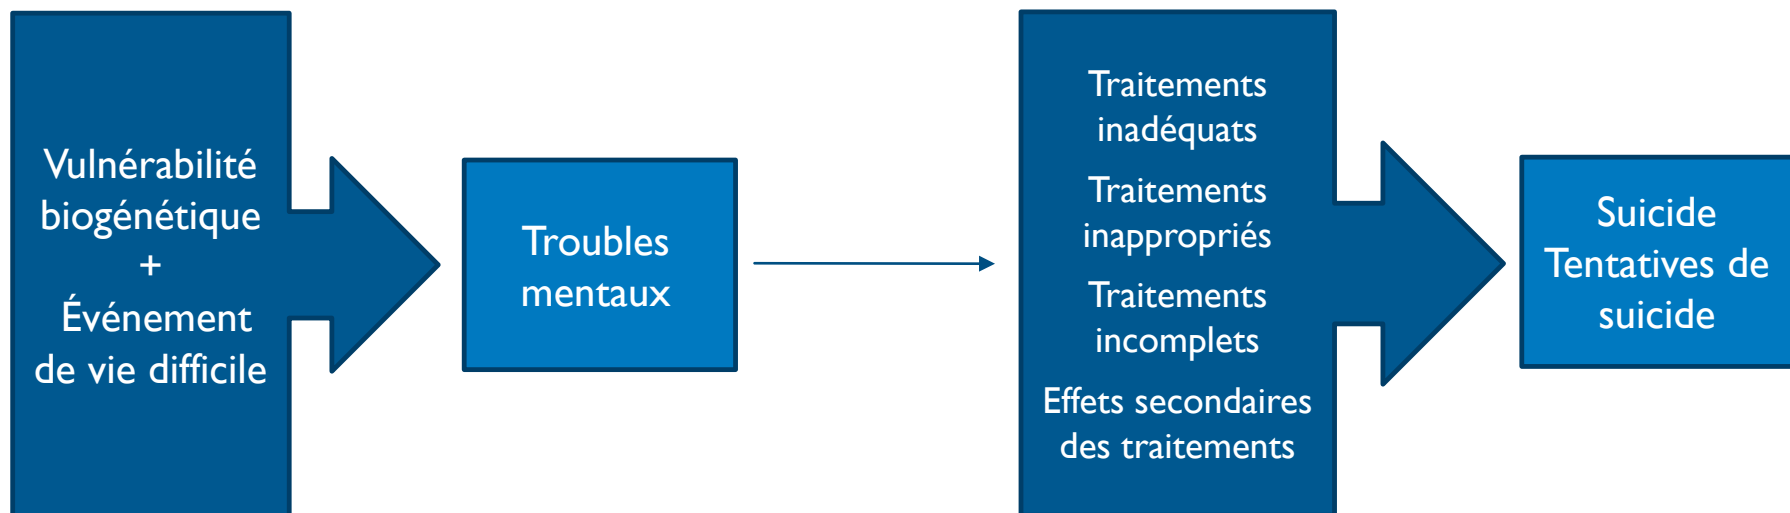 Vulnérabilité
biogénétique
+
Événement
de vie difficile
Troubles
mentaux
Traitements
inadéquats
Traitements
inappropriés
Traitements
incomplets
Effets secondaires
des traitements
Suicide
Tentatives de
suicide